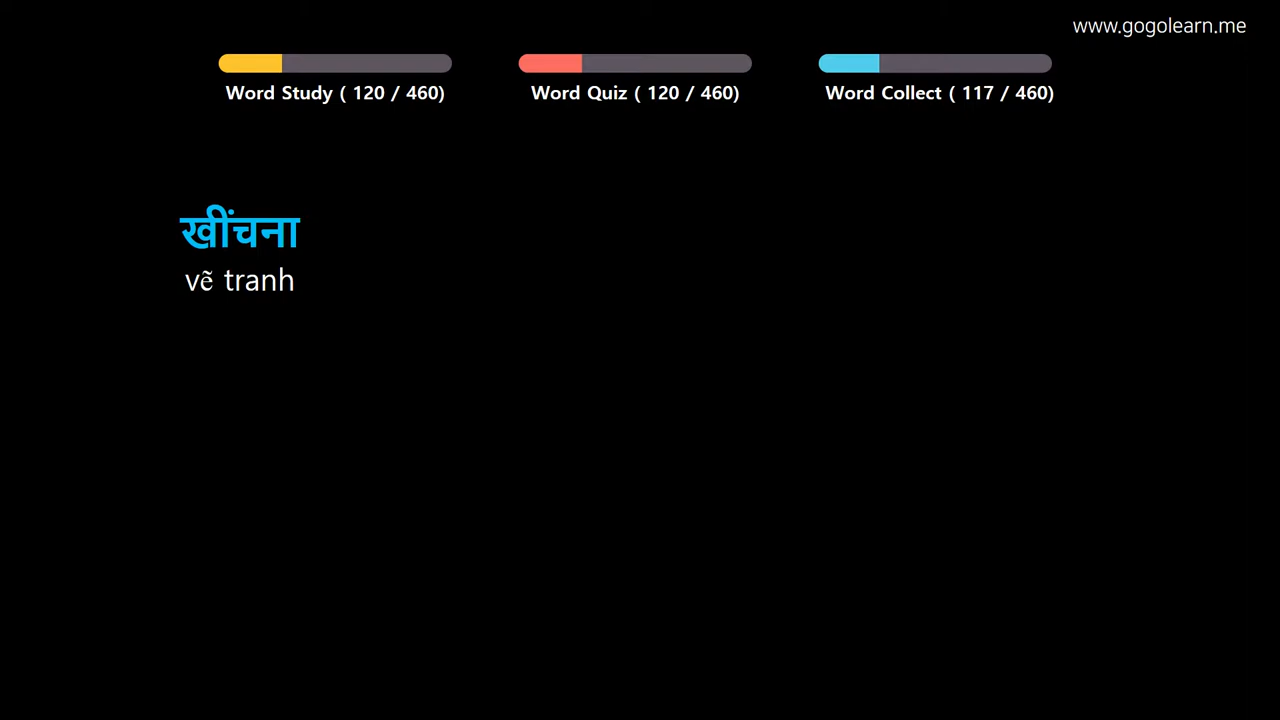 www.gogolearn.me
Word Study ( 120 / 460)
Word Quiz ( 120 / 460)
Word Collect ( 117 / 460)
खींचना
vẽ tranh